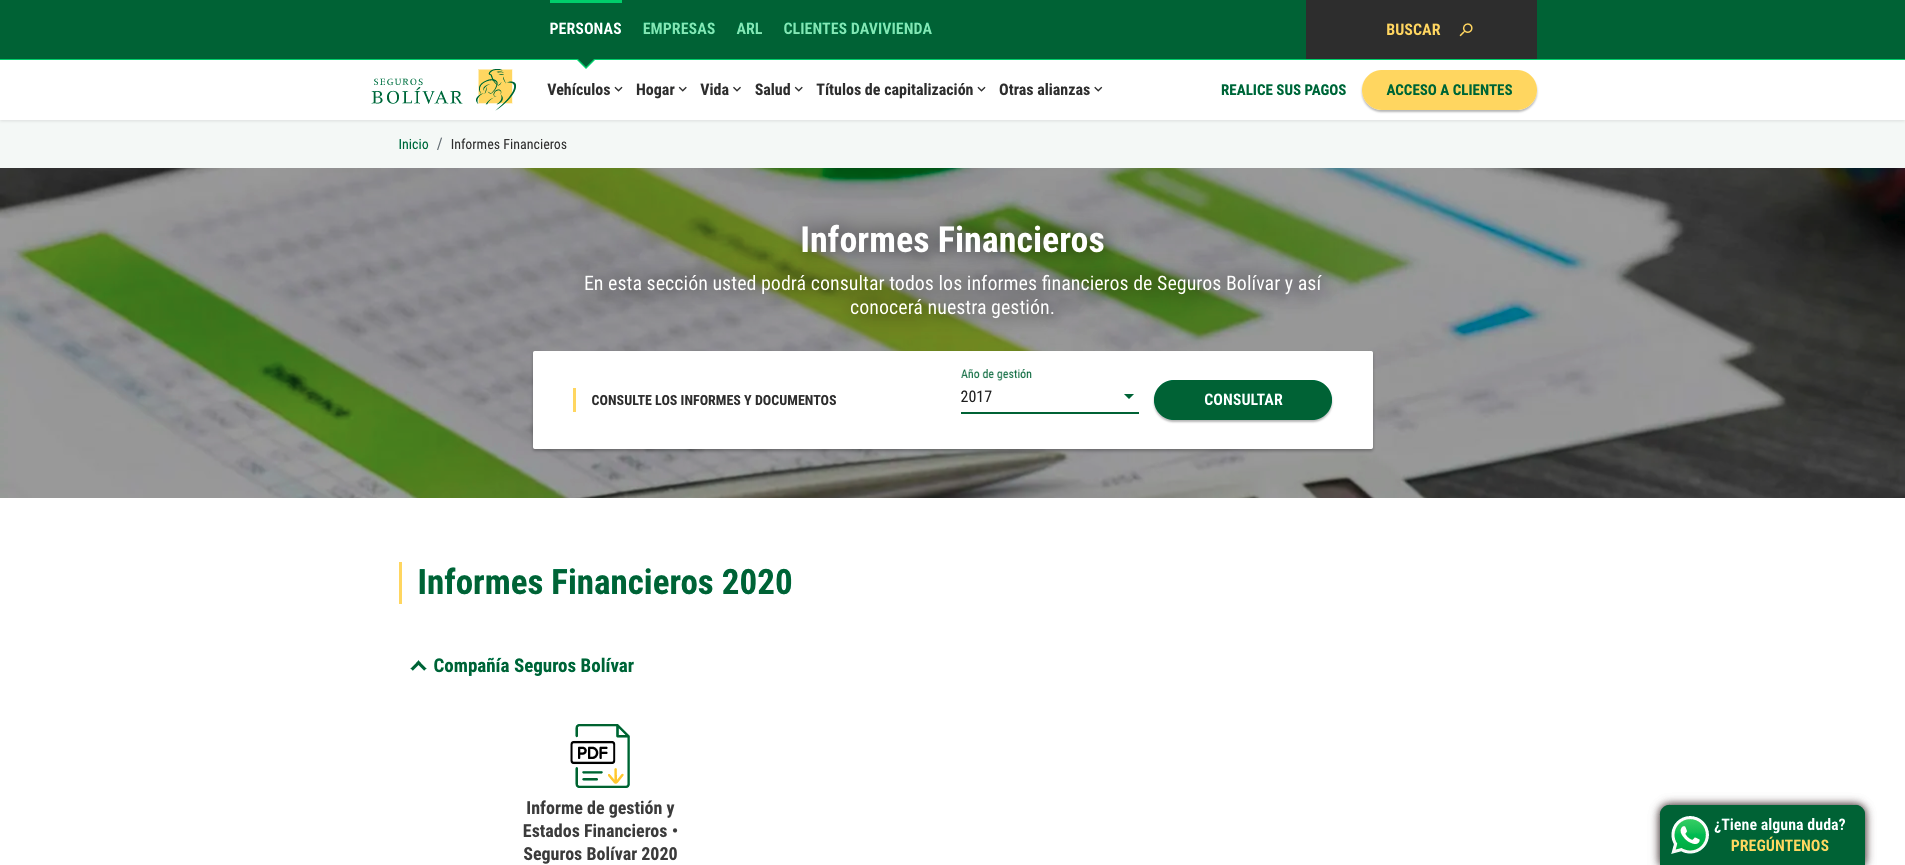 PERSONAS EMPRESAS ARL CLIENTES DAVIVIENDA BUSCAR
SEGUROS
BOLÍVAR
Vehículos Hogar Vida Salud Títulos de capitalización Otras alianzas REALICE SUS PAGOS ACCESO A CLIENTES
Inicio / Informes Financieros
Informes Financieros
En esta sección usted podrá consultar todos los informes financieros de Seguros Bolívar y así
conocerá nuestra gestión.
Año de gestión
CONSULTE LOS INFORMES Y DOCUMENTOS 2017 CONSULTAR
Informes Financieros 2020
Compañía Seguros Bolívar
PDF
Informe de gestión y
Estados Financieros •
Seguros Bolívar 2020
¿Tiene alguna duda?
PREGÚNTENOS